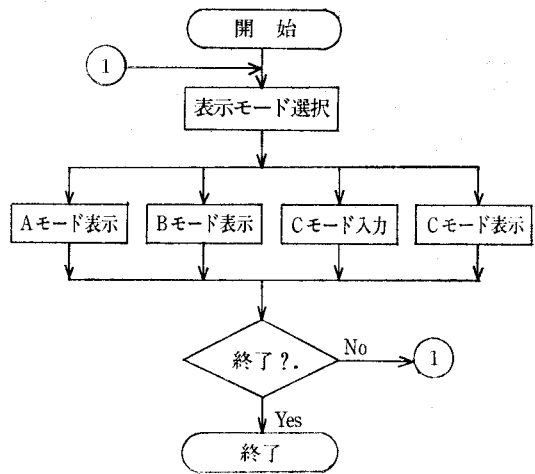 開 始
1
表示モード選択
Aモード表示
Bモード表示
Cモード入力
Cモード表示
終了?.
No
1
Yes
終了